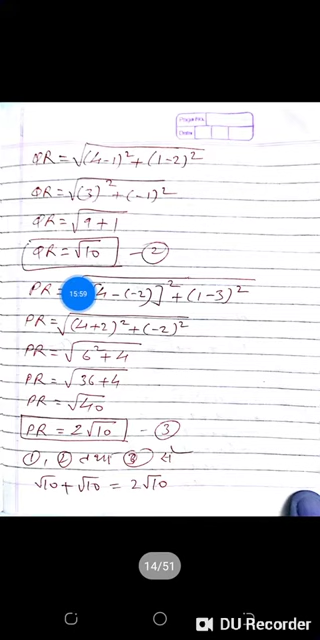 QR = √(4-1)² + (1-2)²
QR = √(3)² + (-1)²
QR = √9 + 1
QR = √10 — ②
15:59
PR = 4 - (-2)]² + (1-3)²
PR = √(4+2)² + (-2)²
PR = √6² + 4
PR = √36 + 4
PR = √40
PR = 2√10 — ③
①, ② तथा ③ से
√10 + √10 = 2√10
14/51
DU Recorder